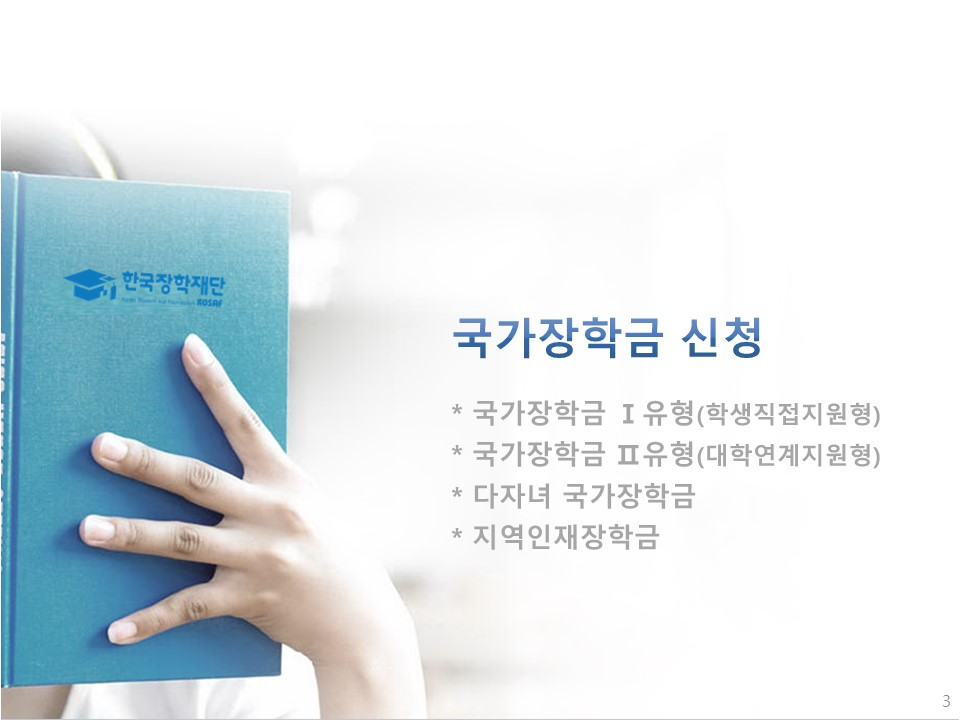 한국장학재단
KOSAF
국가장학금 신청
* 국가장학금 Ⅰ유형(학생직접지원형)
* 국가장학금 Ⅱ유형(대학연계지원형)
* 다자녀 국가장학금
* 지역인재장학금
3